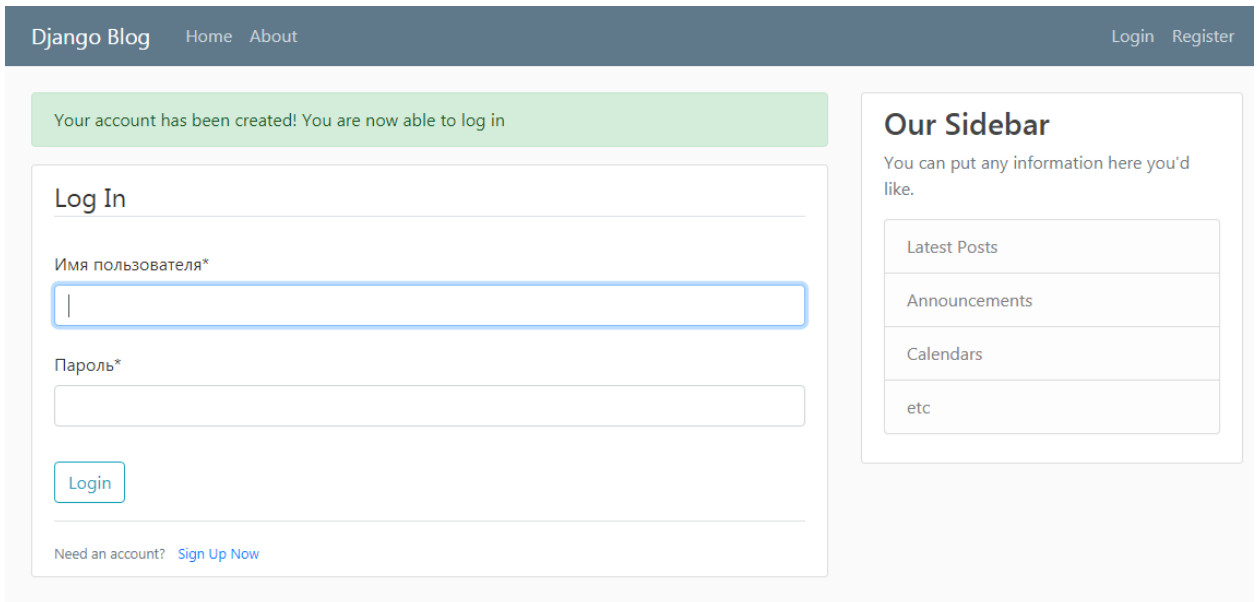 Django Blog Home About Login Register
Your account has been created! You are now able to log in
Log In
Имя пользователя*
Пароль*
Login
Need an account? Sign Up Now
Our Sidebar
You can put any information here you'd
like.
Latest Posts
Announcements
Calendars
etc